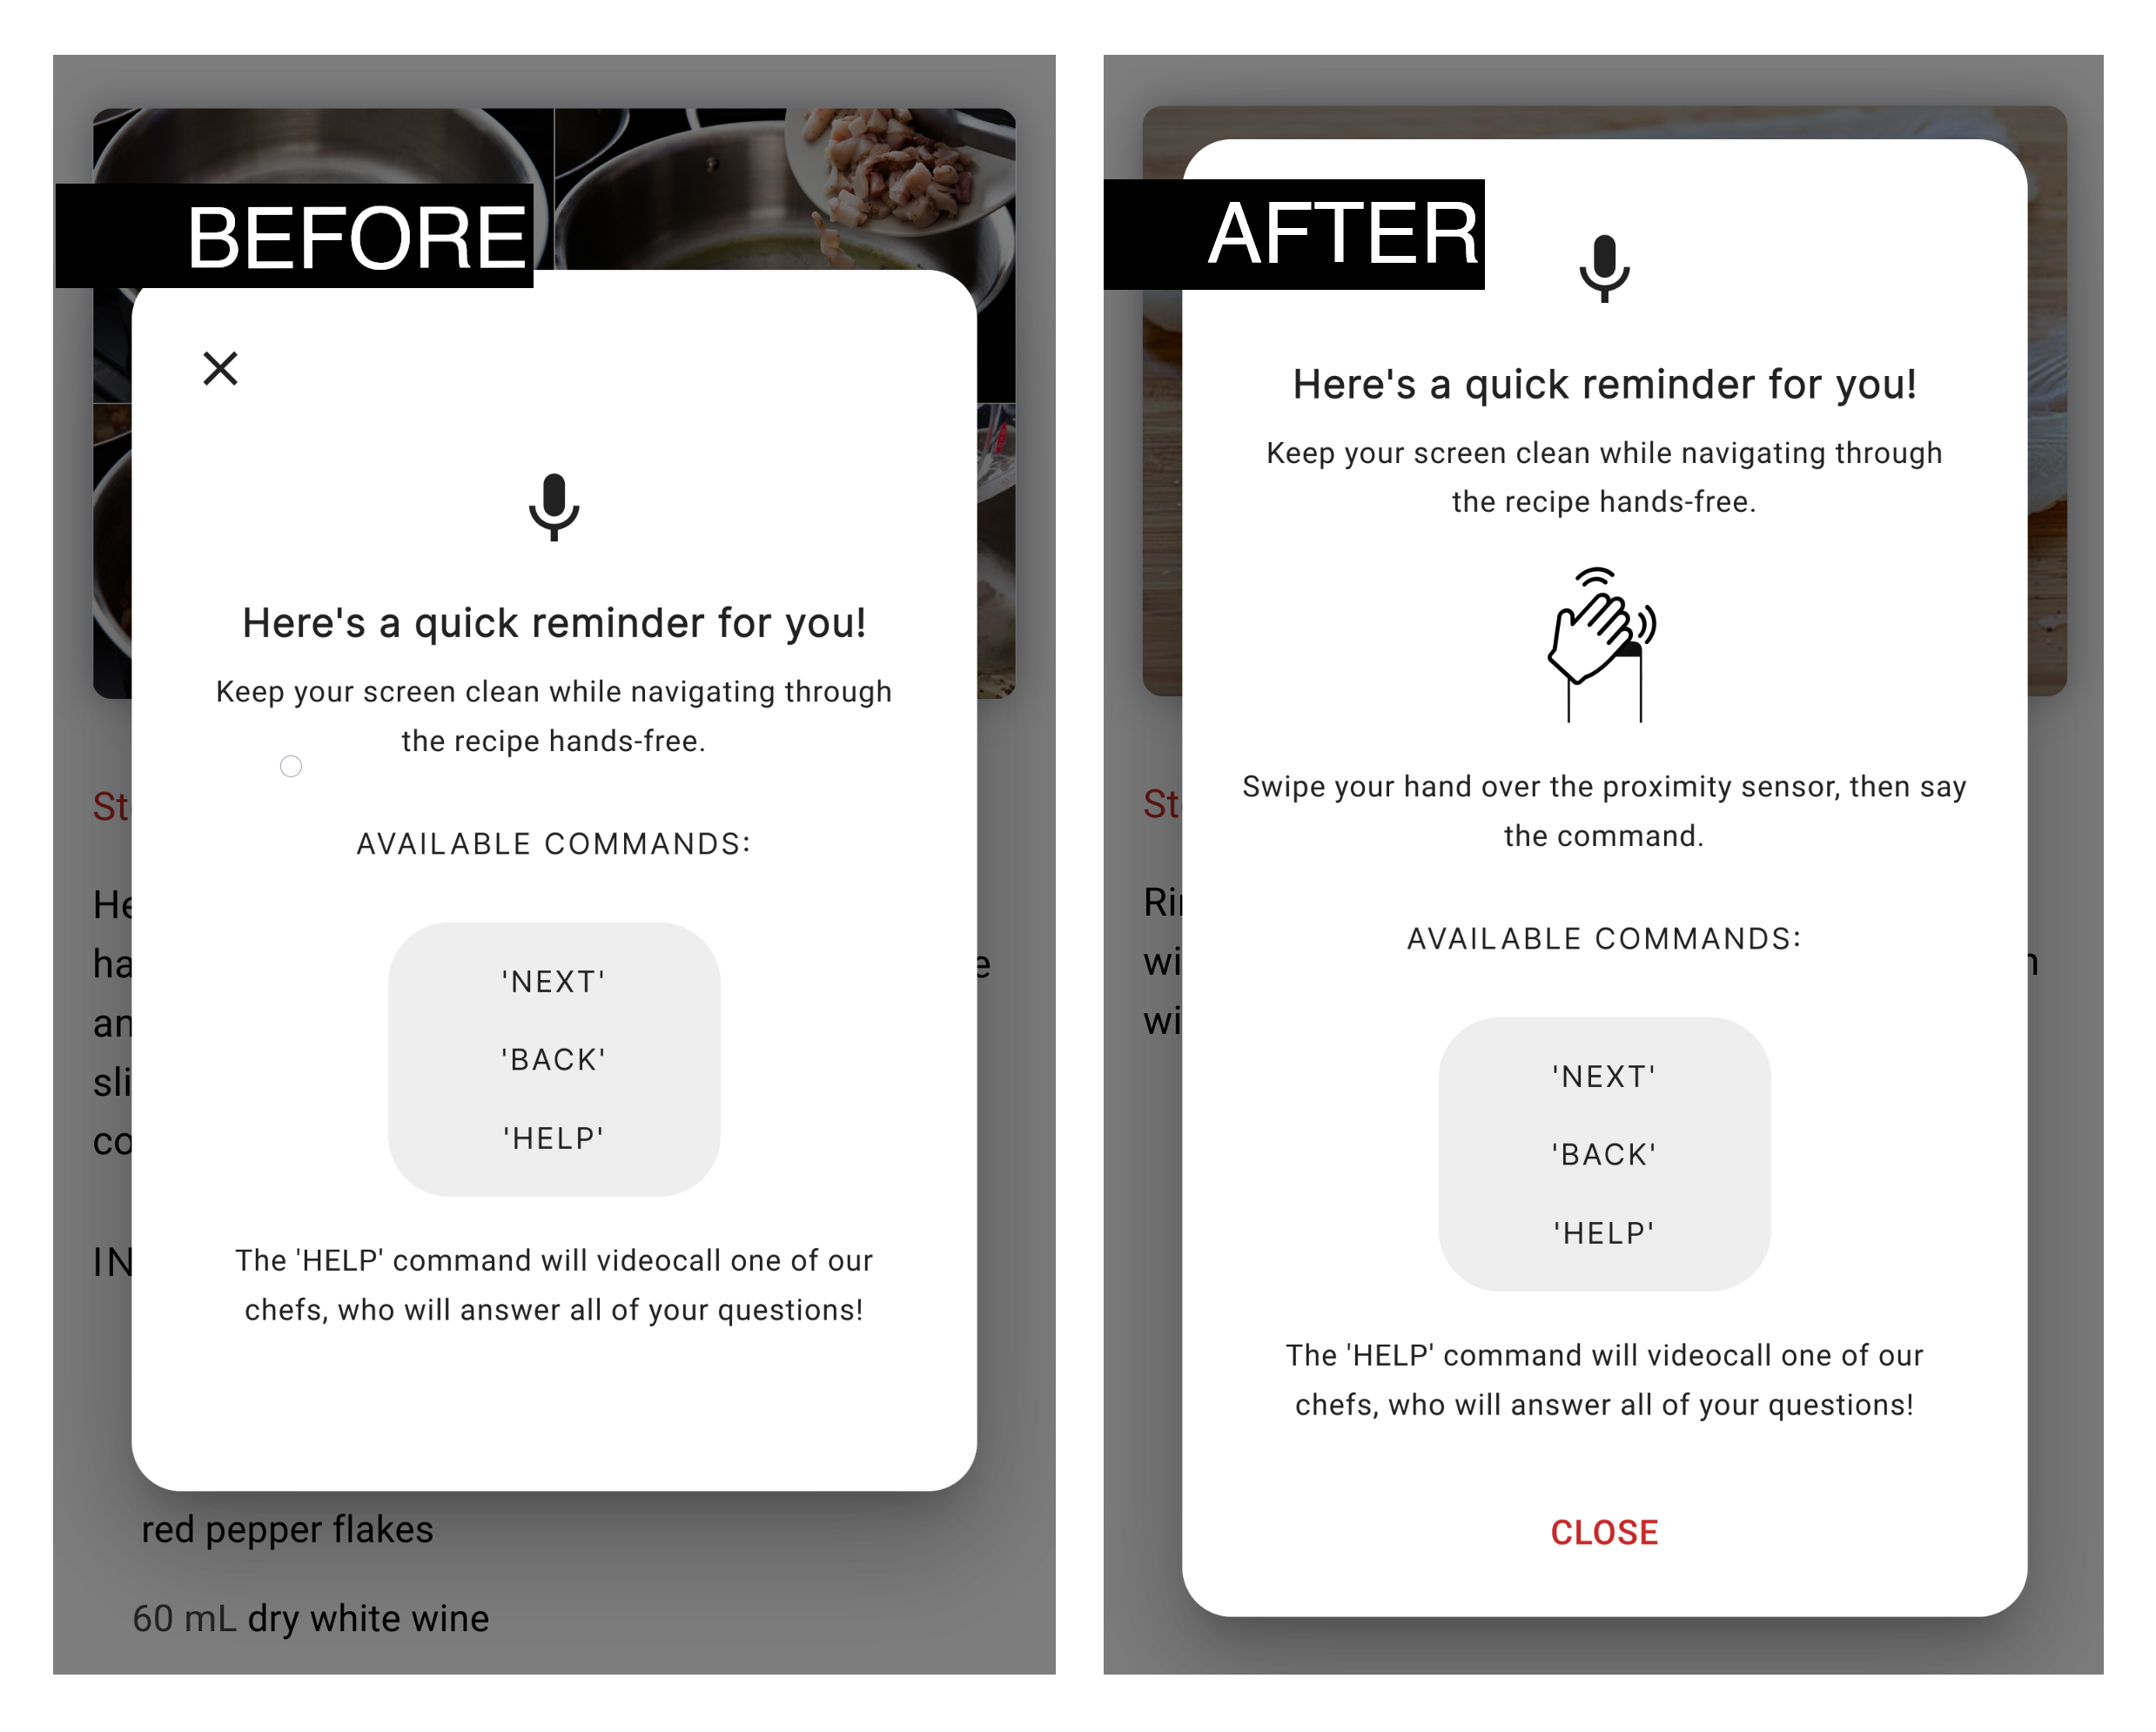 BEFORE
Here's a quick reminder for you!
Keep your screen clean while navigating through
the recipe hands-free.
St
AVAILABLE COMMANDS:
He
ha
e
'NEXT'
an
'BACK'
sli
'HELP'
co
IN
The 'HELP' command will videocall one of our
chefs, who will answer all of your questions!
red pepper flakes
60 mL dry white wine
AFTER
Here's a quick reminder for you!
Keep your screen clean while navigating through
the recipe hands-free.
Swipe your hand over the proximity sensor, then say
the command.
St
Ri
AVAILABLE COMMANDS:
wi
wi
'NEXT'
'BACK'
'HELP'
The 'HELP' command will videocall one of our
chefs, who will answer all of your questions!
CLOSE